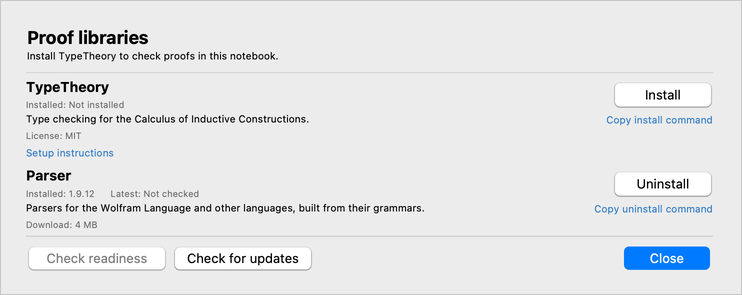 Proof libraries
Install TypeTheory to check proofs in this notebook.
TypeTheory
Installed: Not installed
Type checking for the Calculus of Inductive Constructions.
License: MIT
Setup instructions
Install
Copy install command
Parser
Installed: 1.9.12 Latest: Not checked
Parsers for the Wolfram Language and other languages, built from their grammars.
Download: 4 MB
Uninstall
Copy uninstall command
Check readiness
Check for updates
Close